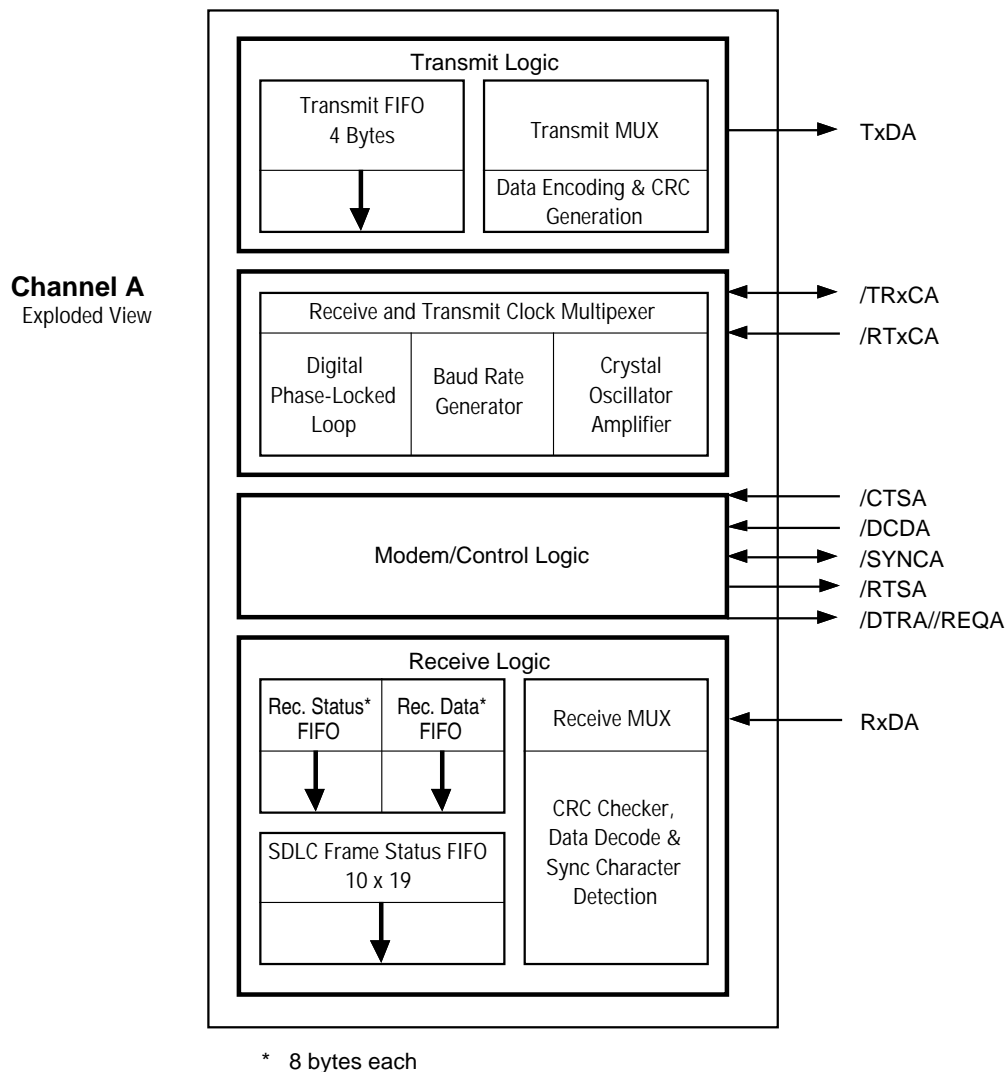 Transmit Logic
Transmit FIFO
4 Bytes
Transmit MUX
Data Encoding & CRC
Generation
TxDA
Channel A
Exploded View
Receive and Transmit Clock Multipexer
Digital
Phase-Locked
Loop
Baud Rate
Generator
Crystal
Oscillator
Amplifier
/TRxCA
/RTxCA
Modem/Control Logic
/CTSA
/DCDA
/SYNCA
/RTSA
/DTRA//REQA
Receive Logic
Rec. Status*
FIFO
Rec. Data*
FIFO
Receive MUX
RxDA
SDLC Frame Status FIFO
10 x 19
CRC Checker,
Data Decode &
Sync Character
Detection
* 8 bytes each